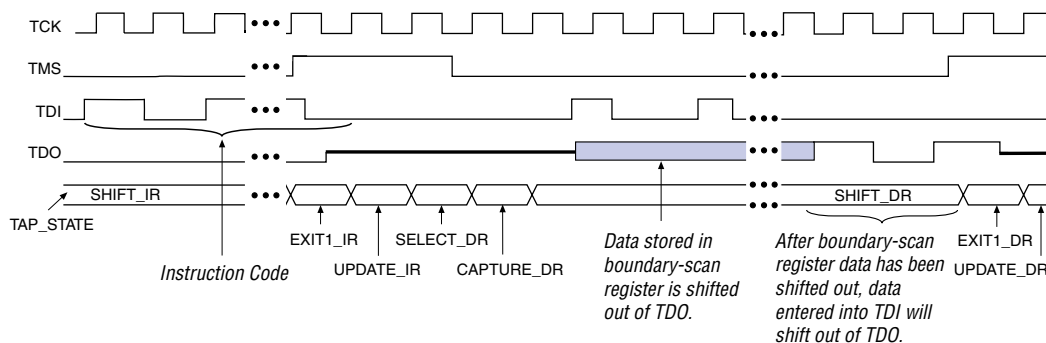 TCK
TMS
TDI
TDO
SHIFT_IR
SHIFT_DR
TAP_STATE
EXIT1_IR
SELECT_DR
EXIT1_DR
Instruction Code
UPDATE_IR
CAPTURE_DR
UPDATE_DR
Data stored in
boundary-scan
register is shifted
out of TDO.
After boundary-scan
register data has been
shifted out, data
entered into TDI will
shift out of TDO.